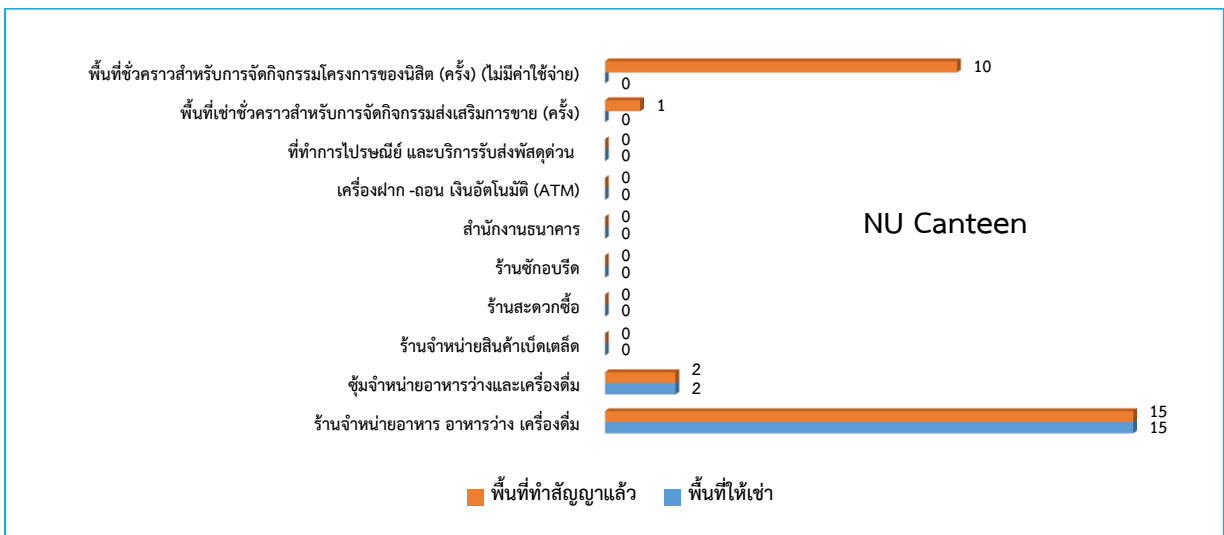 พื้นที่ชั่วคราวสำหรับการจัดกิจกรรมโครงการของนิสิต (ครั้ง) (ไม่มีค่าใช้จ่าย)
10
0
พื้นที่เช่าชั่วคราวสำหรับการจัดกิจกรรมส่งเสริมการขาย (ครั้ง)
1
0
ที่ทำการไปรษณีย์ และบริการรับส่งพัสดุด่วน
0
0
เครื่องฝาก -ถอน เงินอัตโนมัติ (ATM)
0
0
สำนักงานธนาคาร
0
0
NU Canteen
ร้านซักอบรีด
0
0
ร้านสะดวกซื้อ
0
0
ร้านจำหน่ายสินค้าเบ็ดเตล็ด
0
0
ซุ้มจำหน่ายอาหารว่างและเครื่องดื่ม
2
2
ร้านจำหน่ายอาหาร อาหารว่าง เครื่องดื่ม
15
15
พื้นที่ทำสัญญาแล้ว พื้นที่ให้เช่า